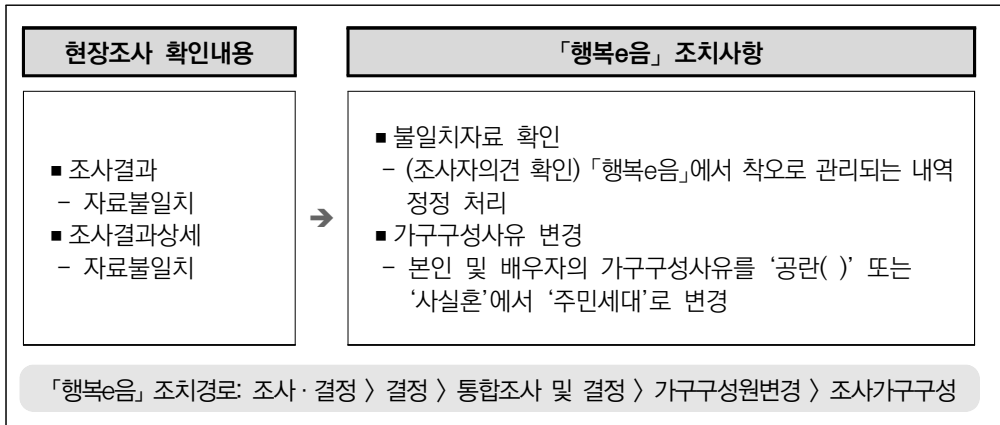 현장조사 확인내용
「행복e음」 조치사항
■ 조사결과
- 자료불일치
■ 조사결과상세
- 자료불일치
➔
■ 불일치자료 확인
- (조사자의견 확인) 「행복e음」에서 착오로 관리되는 내역
정정 처리
■ 가구구성사유 변경
- 본인 및 배우자의 가구구성사유를 ‘공란( )’ 또는
‘사실혼’에서 ‘주민세대’로 변경
「행복e음」 조치경로: 조사 · 결정 〉 결정 〉 통합조사 및 결정 〉 가구구성원변경 〉 조사가구구성